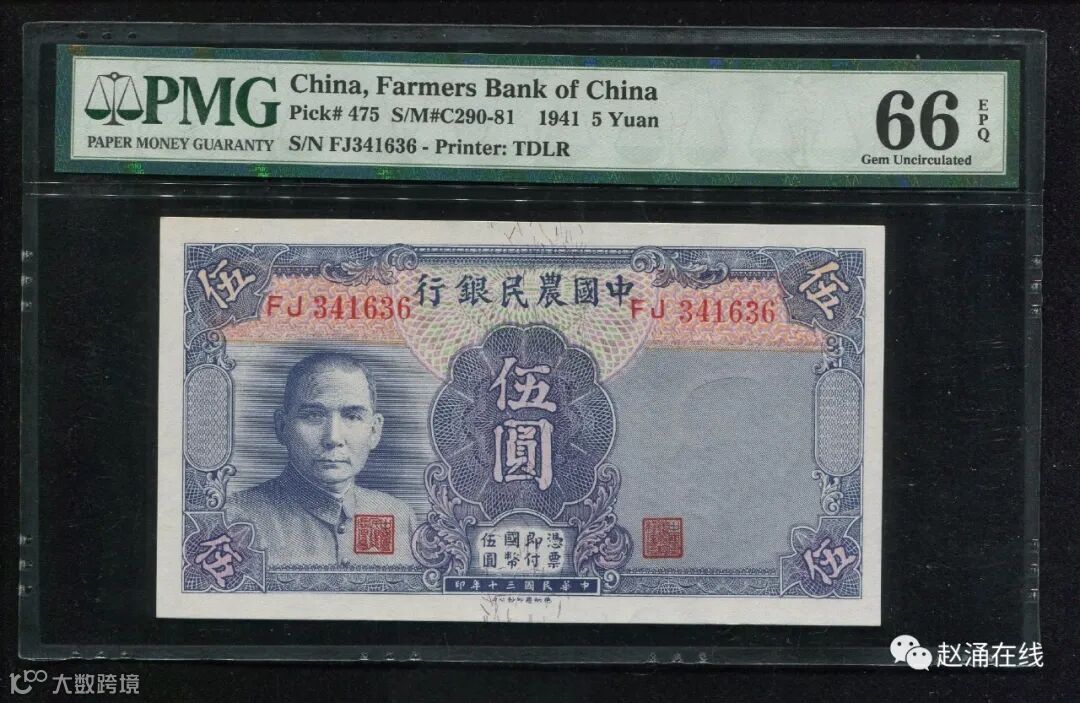 PMG
PAPER MONEY GUARANTY
China, Farmers Bank of China
Pick# 475 S/M#C290-81 1941 5 Yuan
S/N FJ341636 - Printer: TDLR
66
EPQ
Gem Uncirculated
伍
伍
行銀民農國中
FJ 341636
FJ 341636
伍
圓
憑票
即付
國幣
伍圓
伍
伍
印年十三國民華中
赵涌在线
大数跨境